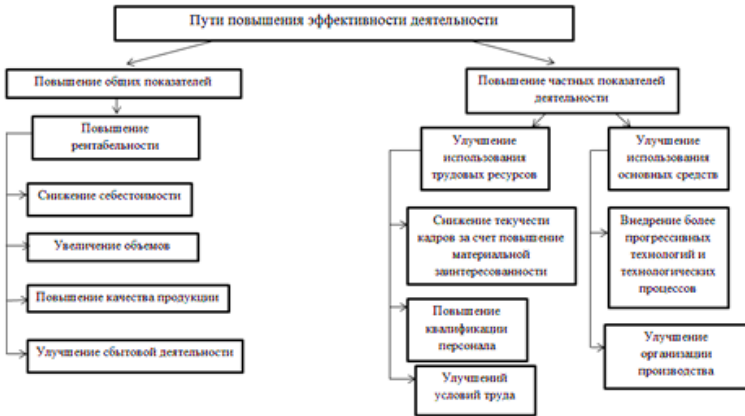 Пути повышения эффективности деятельности
Повышение общих показателей
Повышение
рентабельности
Снижение себестоимости
Увеличение объемов
Повышение качества продукции
Улучшение сбытовой деятельности
Повышение частных показателей
деятельности
Улучшение
использования
трудовых ресурсов
Снижение текучести
кадров за счет повышение
материальной
заинтересованности
Повышение
квалификации
персонала
Улучшений
условий труда
Улучшение
использования
основных средств
Внедрение более
прогрессивных
технологий и
технологических
процессов
Улучшение
организации
производства